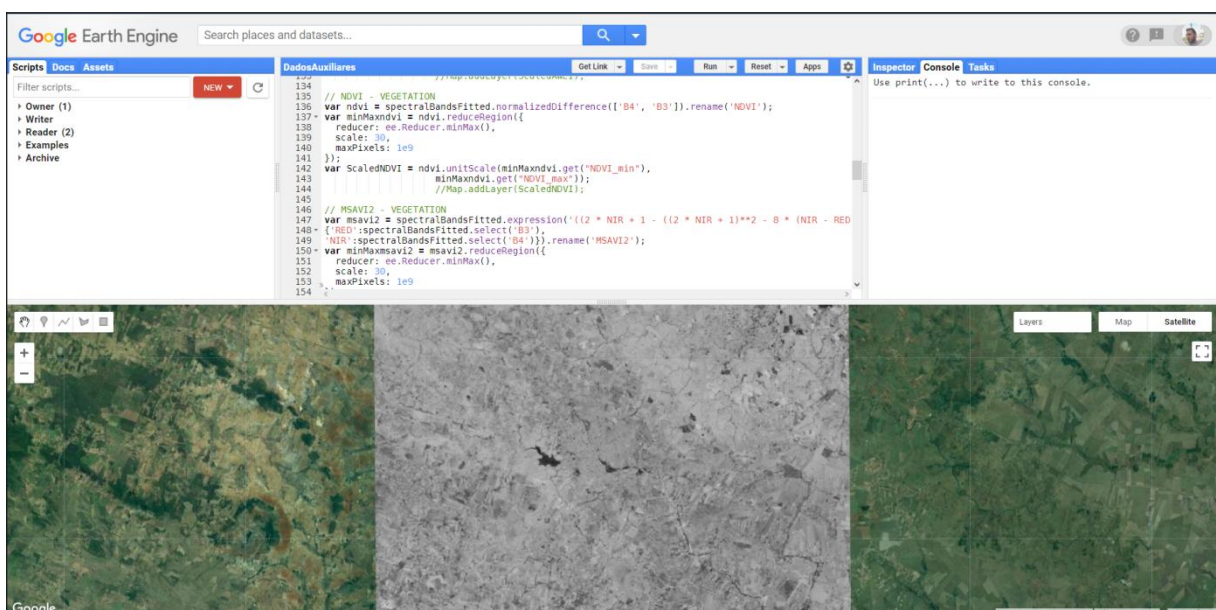 Google Earth Engine
Search places and datasets...
Scripts Docs Assets
Filter scripts...
NEW
Owner (1)
Writer
Reader (2)
Examples
Archive
DadosAuxiliares
Get Link
Save
Run
Reset
Apps
134
135 // NDVI - VEGETATION
136 var ndvi = spectralBandsFitted.normalizedDifference(['B4', 'B3']).rename('NDVI');
137 var minMaxndvi = ndvi.reduceRegion({
138 reducer: ee.Reducer.minMax(),
139 scale: 30,
140 maxPixels: 1e9
141 });
142 var ScaledNDVI = ndvi.unitScale(minMaxndvi.get("NDVI_min"),
143 minMaxndvi.get("NDVI_max"));
144 //Map.addLayer(ScaledNDVI);
145
146 // MSAVI2 - VEGETATION
147 var msavi2 = spectralBandsFitted.expression('((2 * NIR + 1 - ((2 * NIR + 1)**2 - 8 * (NIR - RED
148 {'RED':spectralBandsFitted.select('B3'),
149 'NIR':spectralBandsFitted.select('B4')}).rename('MSAVI2');
150 var minMaxmsavi2 = msavi2.reduceRegion({
151 reducer: ee.Reducer.minMax(),
152 scale: 30,
153 maxPixels: 1e9
154
Inspector Console Tasks
Use print(...) to write to this console.
Layers
Map
Satellite
Google